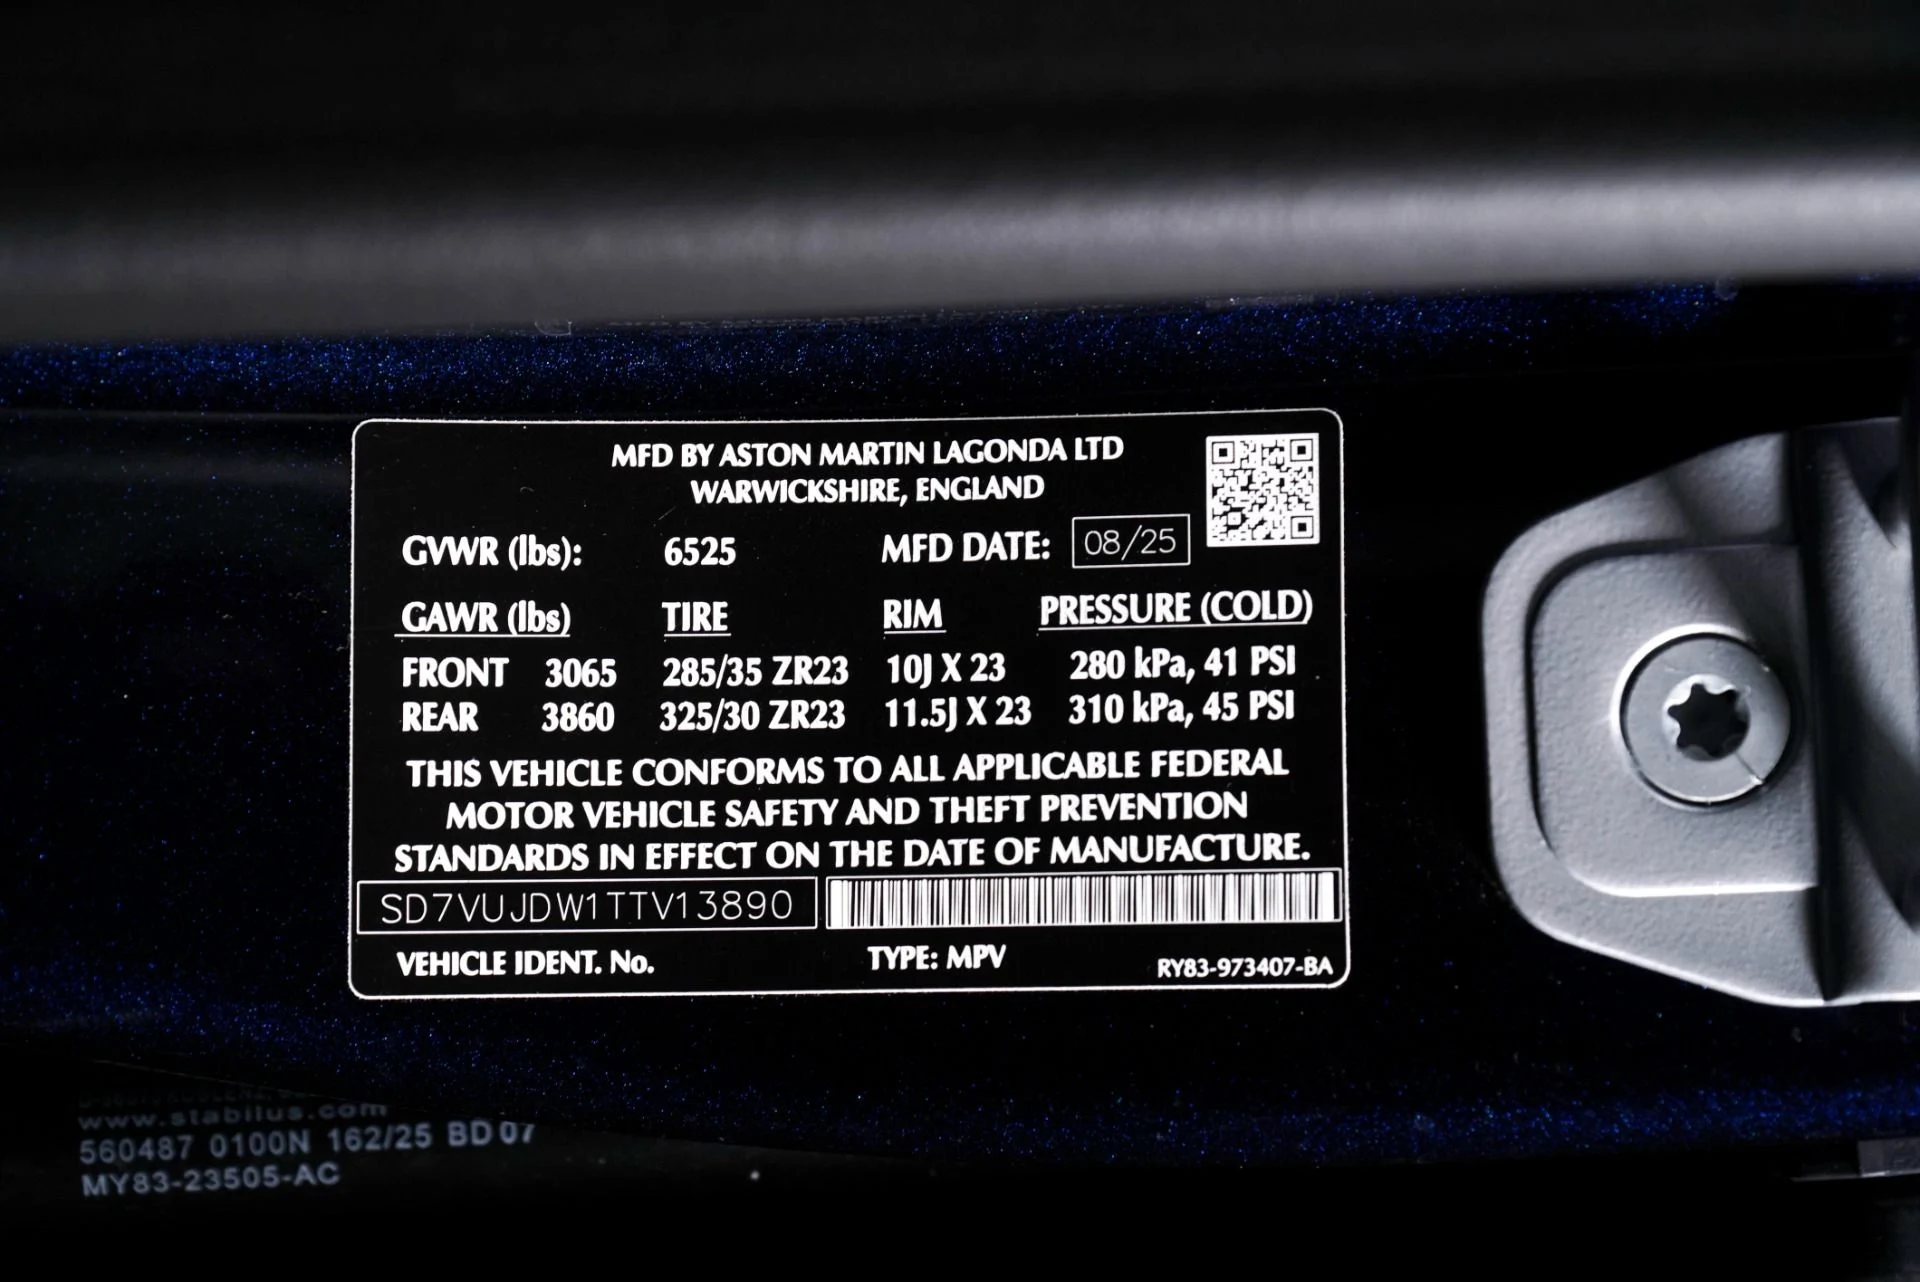 MFD BY ASTON MARTIN LAGONDA LTD
WARWICKSHIRE, ENGLAND
GVWR (lbs): 6525 MFD DATE: 08/25
GAWR (lbs) TIRE RIM PRESSURE (COLD)
FRONT 3065 285/35 ZR23 10J X 23 280 kPa, 41 PSI
REAR 3860 325/30 ZR23 11.5J X 23 310 kPa, 45 PSI
THIS VEHICLE CONFORMS TO ALL APPLICABLE FEDERAL
MOTOR VEHICLE SAFETY AND THEFT PREVENTION
STANDARDS IN EFFECT ON THE DATE OF MANUFACTURE.
SD7VUJDW1TTV13890
VEHICLE IDENT. No. TYPE: MPV RY83-973407-BA
www.stabilus.com
560487 0100N 162/25 BD 07
MY83-23505-AC